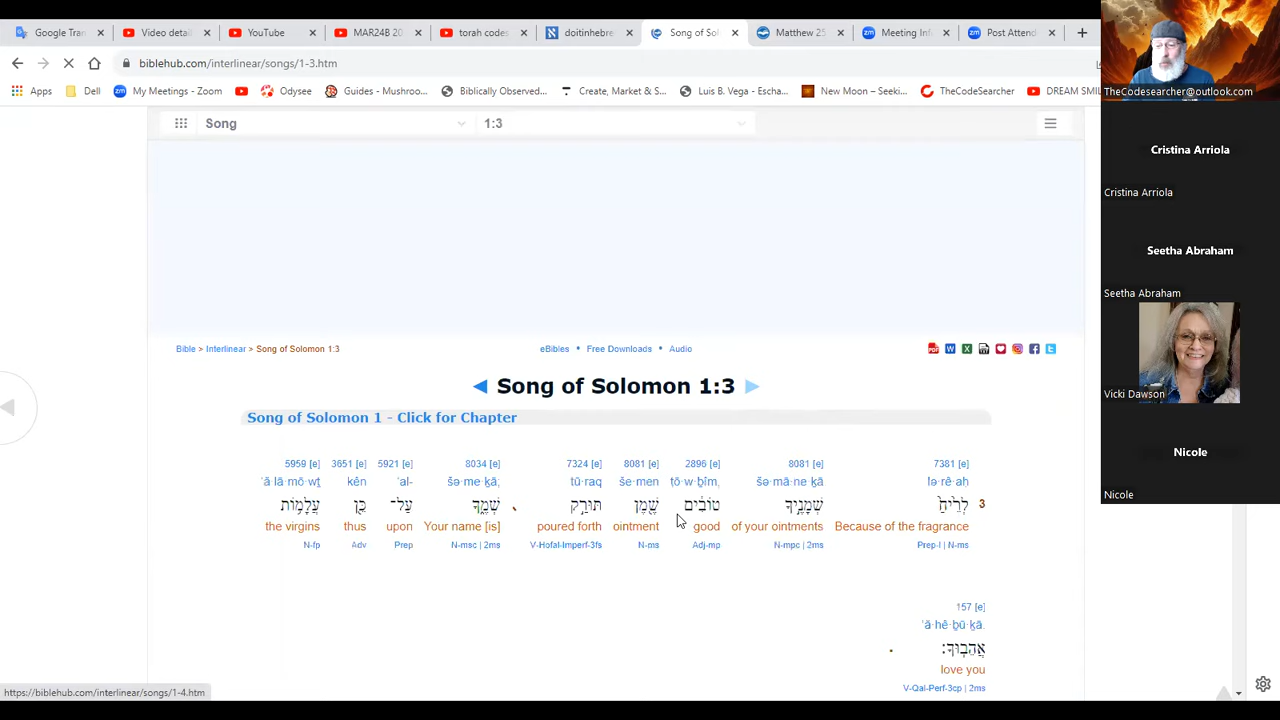 Google Tran
Video detail
YouTube
MAR24B 20
torah codes
doitinhebre
Song of Sol
Matthew 25
Meeting Inf
Post Attend
biblehub.com/interlinear/songs/1-3.htm
Apps
Dell
My Meetings - Zoom
Odysee
Guides - Mushroo...
Biblically Observed...
Create, Market & S...
Luis B. Vega - Escha...
New Moon – Seeki...
TheCodeSearcher
DREAM SMIL
TheCodesearcher@outlook.com
Song
1:3
Cristina Arriola
Cristina Arriola
Seetha Abraham
Seetha Abraham
Vicki Dawson
Nicole
Nicole
Bible > Interlinear > Song of Solomon 1:3
eBibles • Free Downloads • Audio
◄ Song of Solomon 1:3 ►
Song of Solomon 1 - Click for Chapter
5959 [e] 3651 [e] 5921 [e] 8034 [e] 7324 [e] 8081 [e] 2896 [e] 8081 [e] 7381 [e]
‘ă·lā·mō·wṯ kên ‘al- šə·me·ḵā; tū·raq še·men ṭō·w·ḇîm, šə·mā·ne·ḵā lə·rê·aḥ
עֲלָמ֥וֹת כֵּ֖ן עַל־ שְׁמֶ֑ךָ תּוּרַ֣ק שֶׁ֖מֶן טוֹבִ֔ים שְׁמָנֶ֣יךָ לְרֵ֙יחַ֙ 3
the virgins thus upon Your name [is] poured forth ointment good of your ointments Because of the fragrance
N-fp Adv Prep N-msc | 2ms V-Hofal-Imperf-3fs N-ms Adj-mp N-mpc | 2ms Prep-l | N-ms
157 [e]
’ă·hê·ḇū·ḵā.
אֲהֵבֽוּךָ׃
love you
V-Qal-Perf-3cp | 2ms
https://biblehub.com/interlinear/songs/1-4.htm